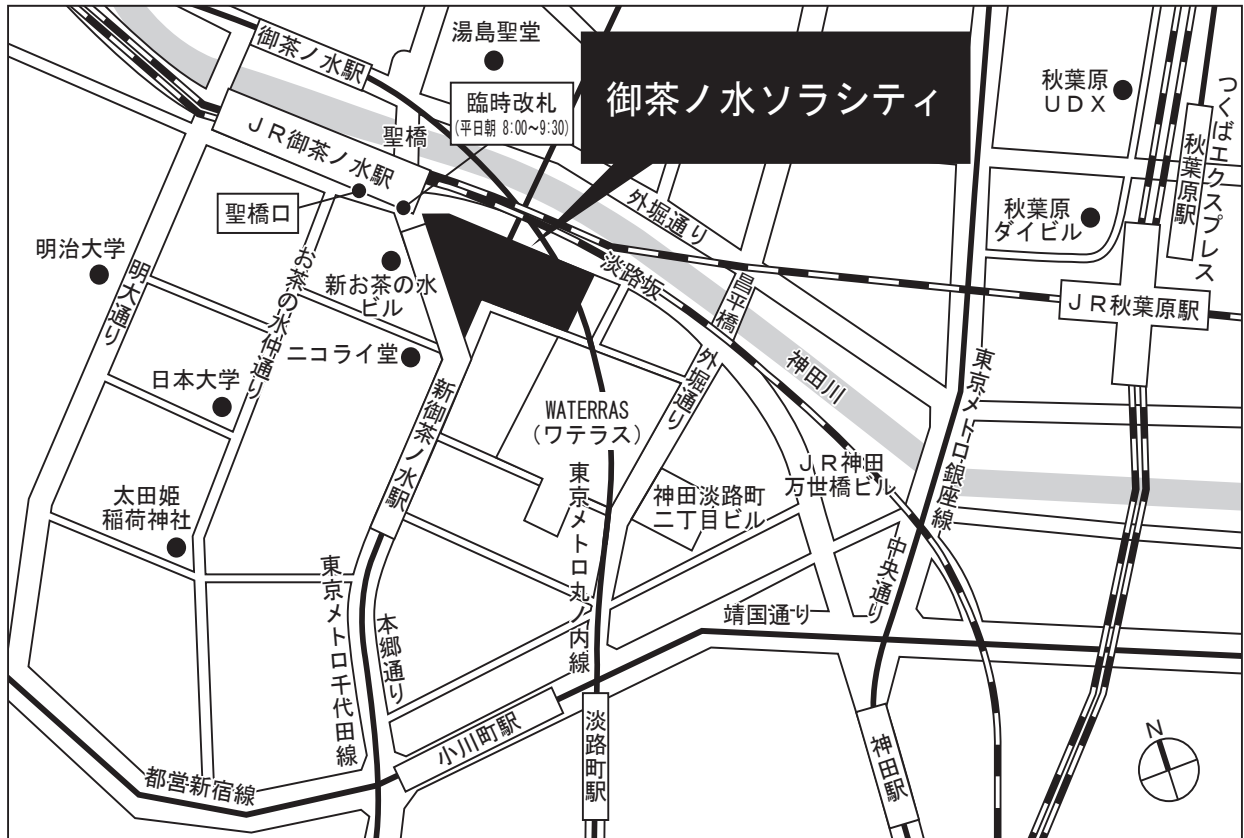 御茶ノ水駅
湯島聖堂
臨時改札
(平日朝 8:00~9:30)
御茶ノ水ソラシティ
秋葉原
UDX
つくばエクスプレス
秋葉原駅
聖橋
JR御茶ノ水駅
聖橋口
外堀通り
秋葉原
ダイビル
明治大学
明大通り
お茶の水仲通り
新お茶の水
ビル
淡路坂
昌平橋
JR秋葉原駅
ニコライ堂
日本大学
新御茶ノ水駅
WATERRAS
(ワテラス)
外堀通り
神田川
東京メトロ銀座線
JR神田
万世橋ビル
神田淡路町
二丁目ビル
太田姫
稲荷神社
東京メトロ丸ノ内線
中央通り
東京メトロ千代田線
本郷通り
靖国通り
小川町駅
淡路町駅
神田駅
都営新宿線
N